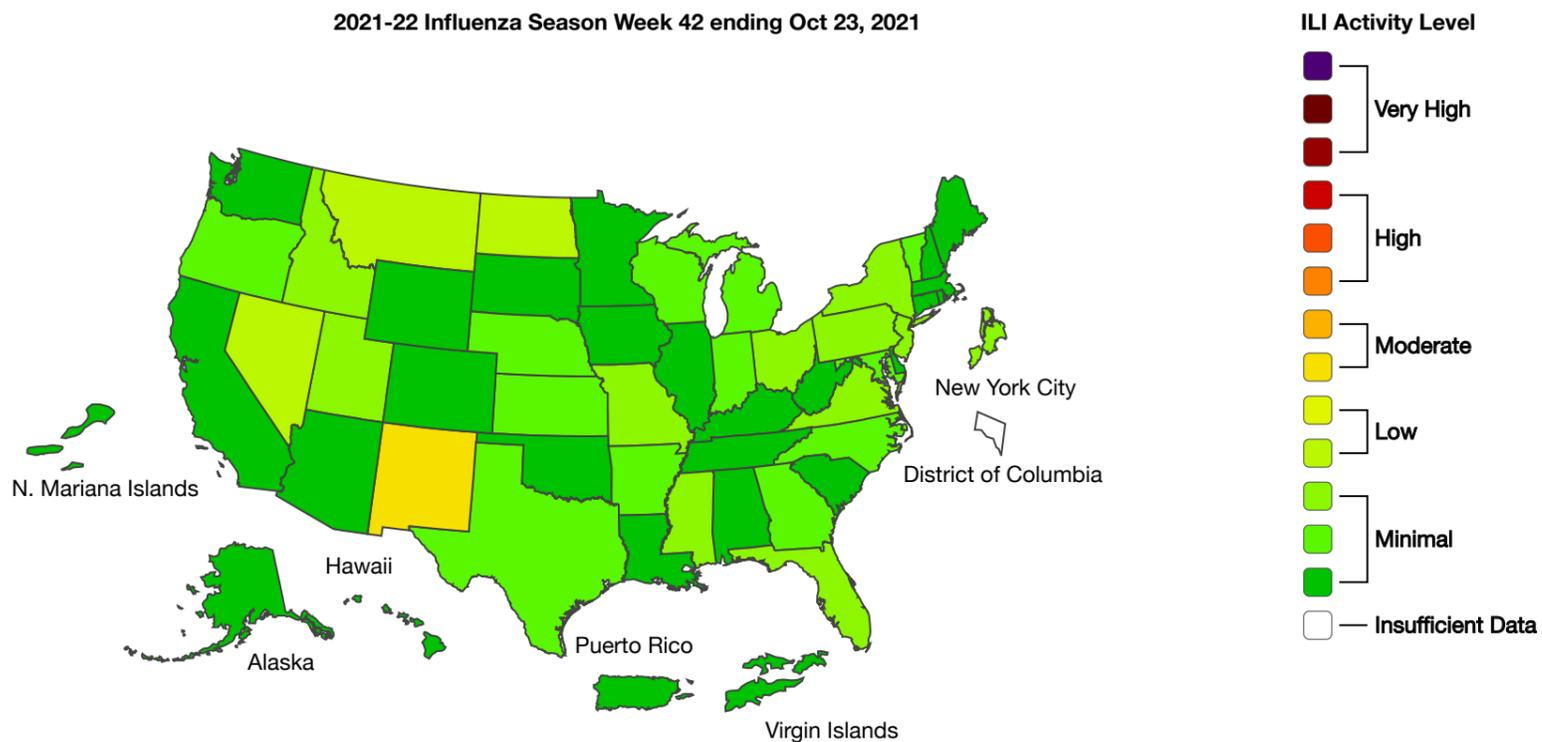 2021-22 Influenza Season Week 42 ending Oct 23, 2021
ILI Activity Level
Very High
High
Moderate
Low
Minimal
Insufficient Data
New York City
District of Columbia
N. Mariana Islands
Hawaii
Alaska
Puerto Rico
Virgin Islands